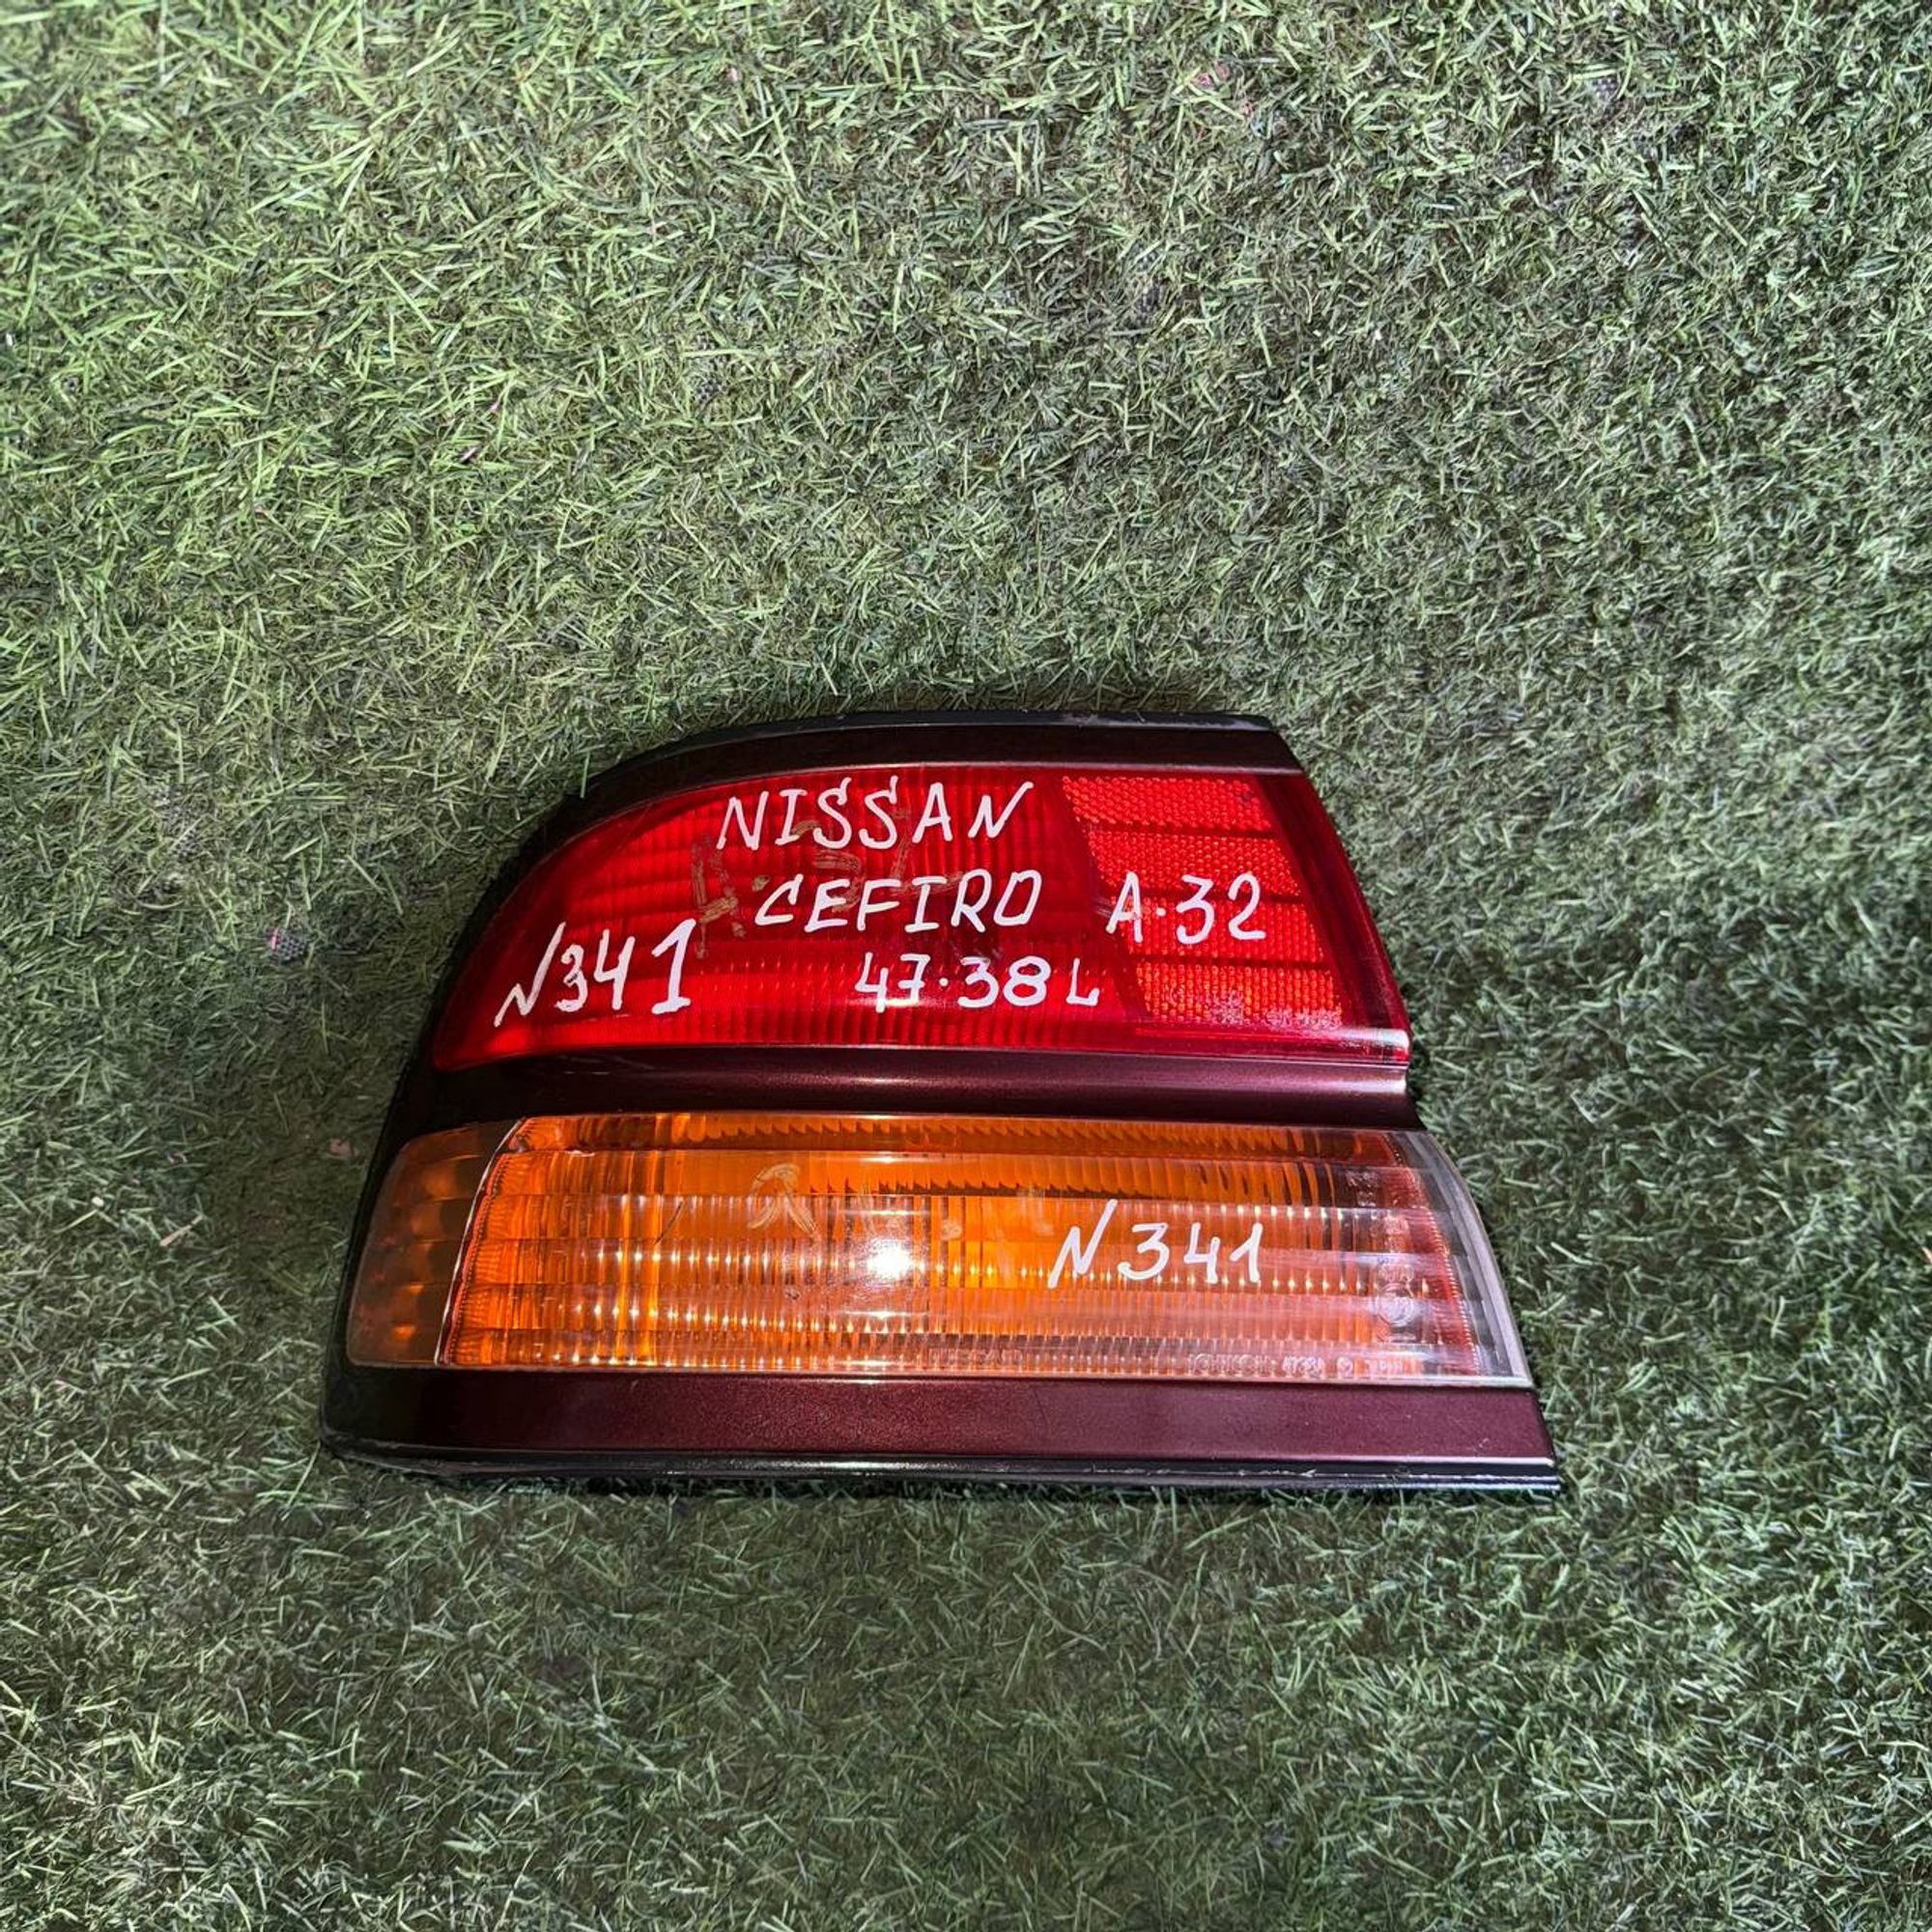 NISSAN
CEFIRO A.32
N341 47.38L
N341